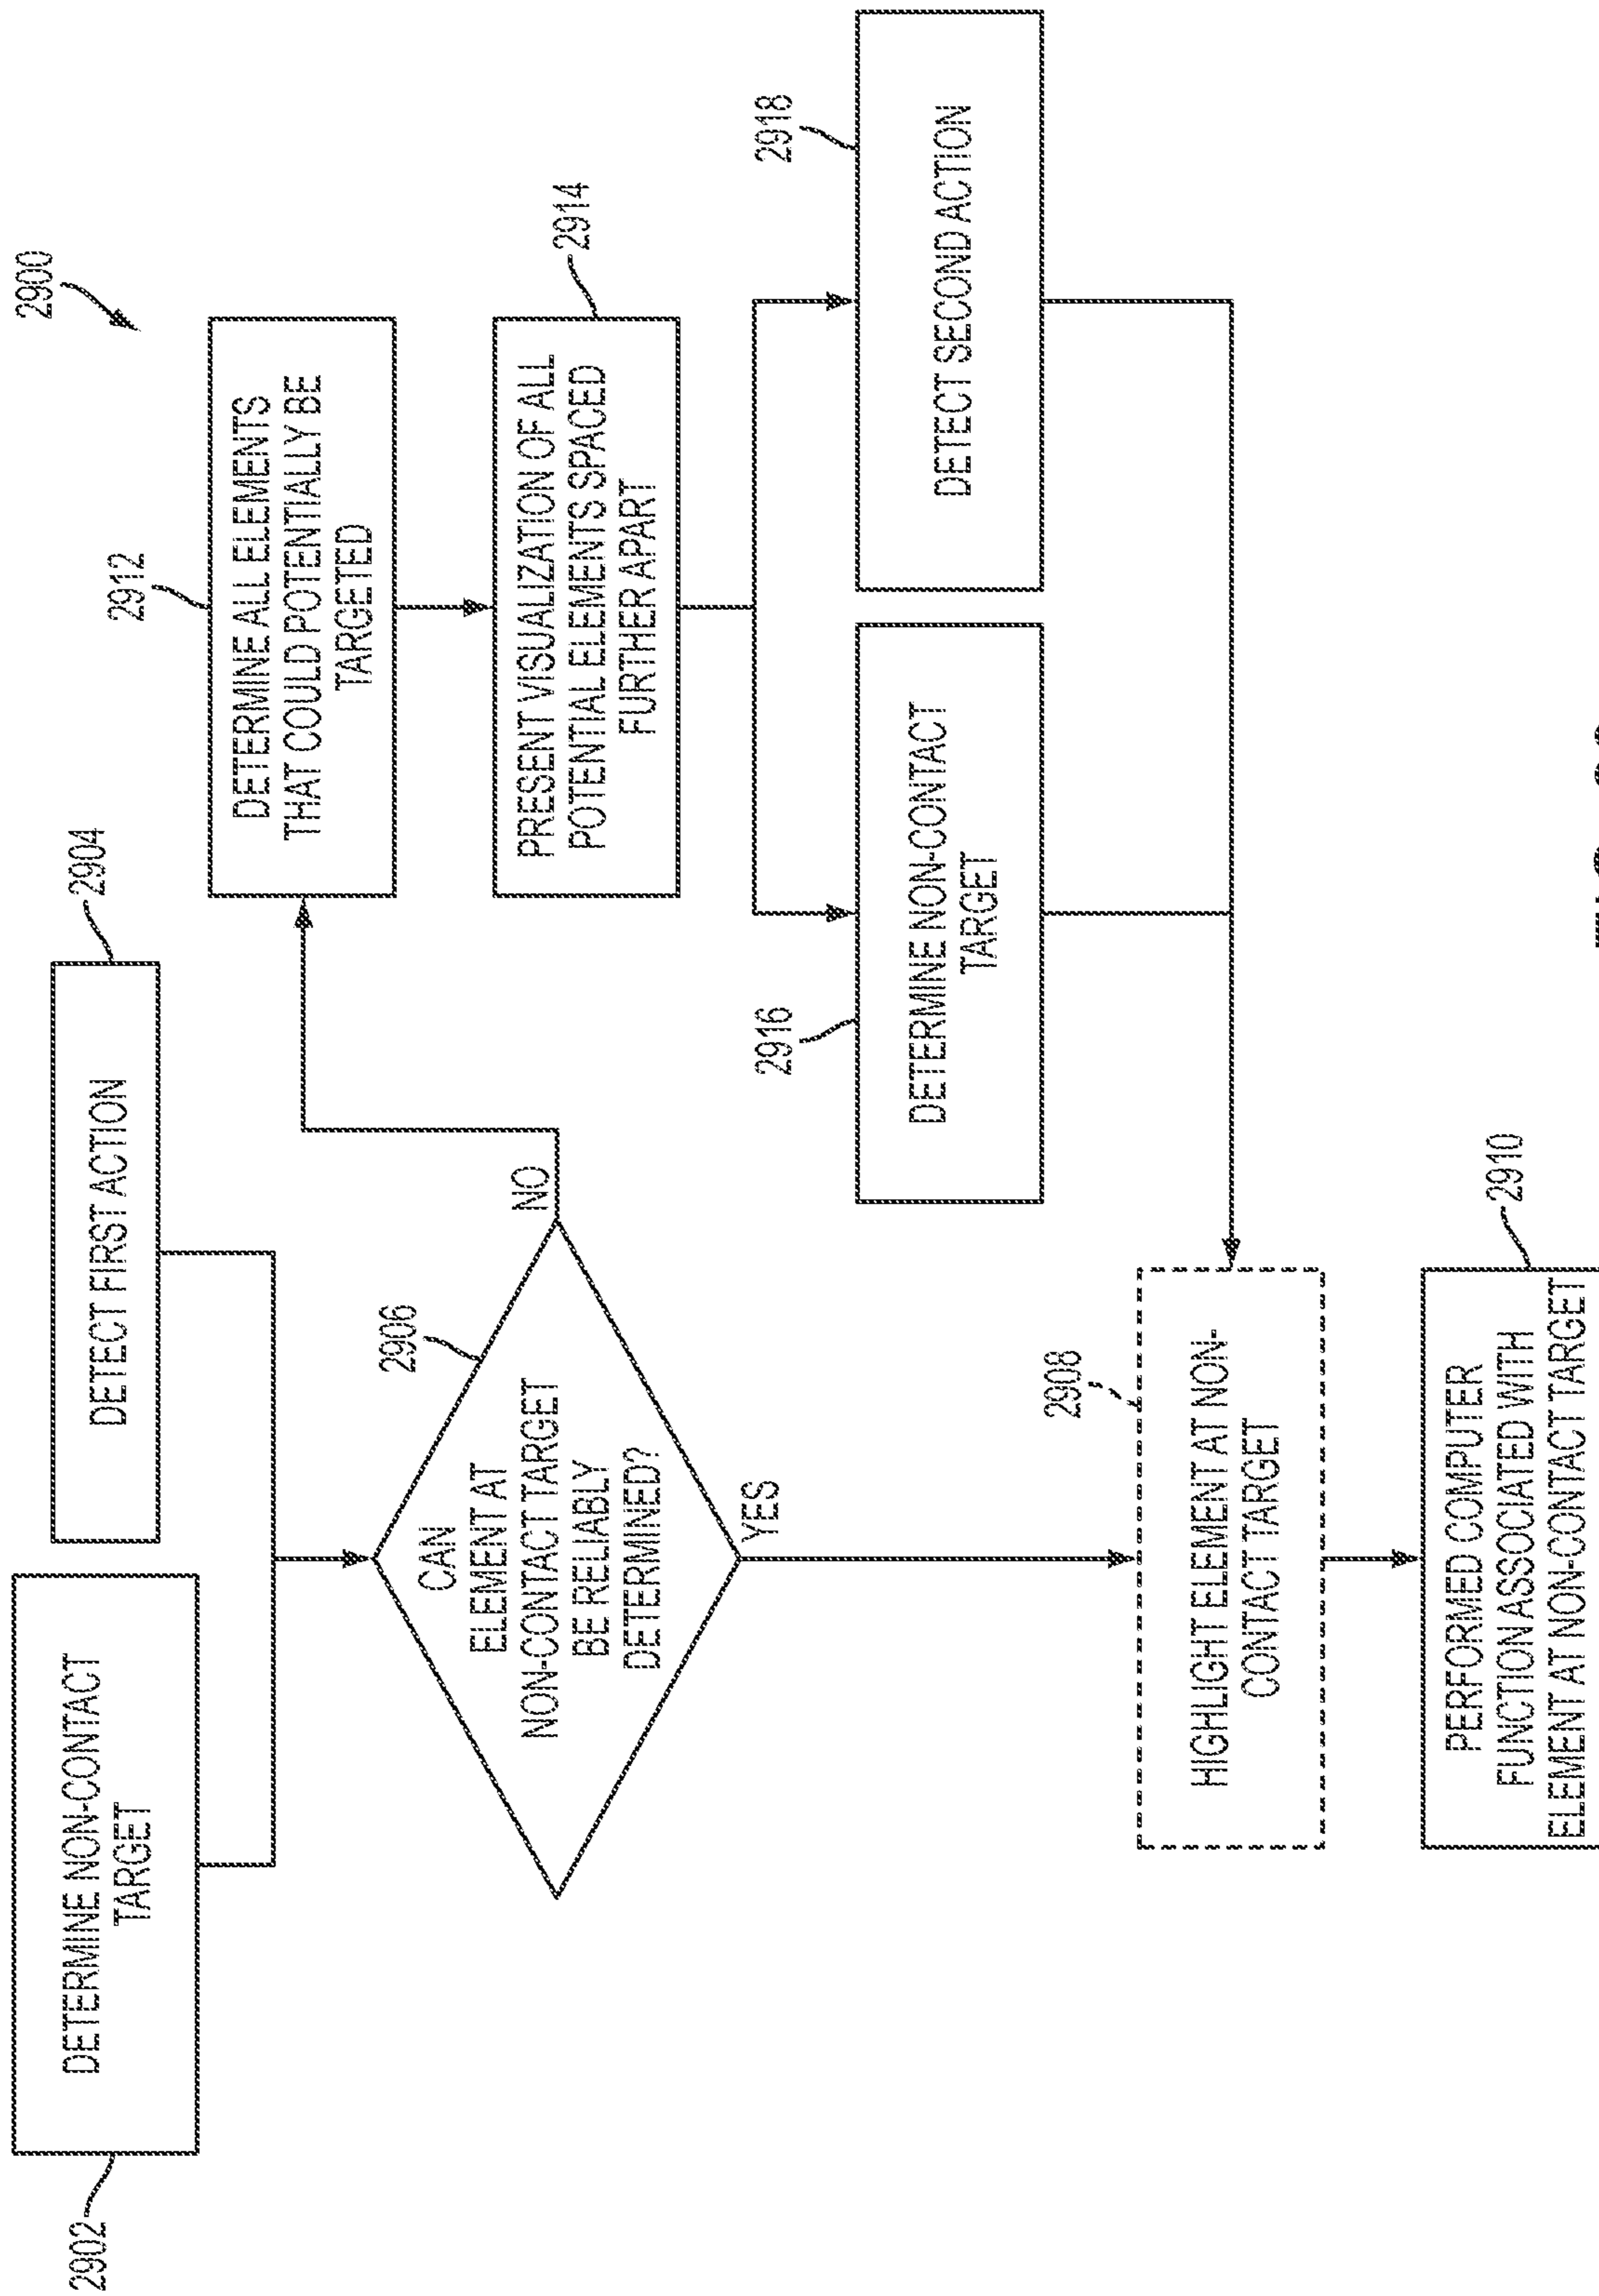 2900
2902
DETERMINE NON-CONTACT
TARGET
2904
DETECT FIRST ACTION
2906
CAN
ELEMENT AT
NON-CONTACT TARGET
BE RELIABLY
DETERMINED?
NO
YES
2912
DETERMINE ALL ELEMENTS
THAT COULD POTENTIALLY BE
TARGETED
2914
PRESENT VISUALIZATION OF ALL
POTENTIAL ELEMENTS SPACED
FURTHER APART
2916
DETERMINE NON-CONTACT
TARGET
2918
DETECT SECOND ACTION
2908
HIGHLIGHT ELEMENT AT NON-
CONTACT TARGET
2910
PERFORMED COMPUTER
FUNCTION ASSOCIATED WITH
ELEMENT AT NON-CONTACT TARGET